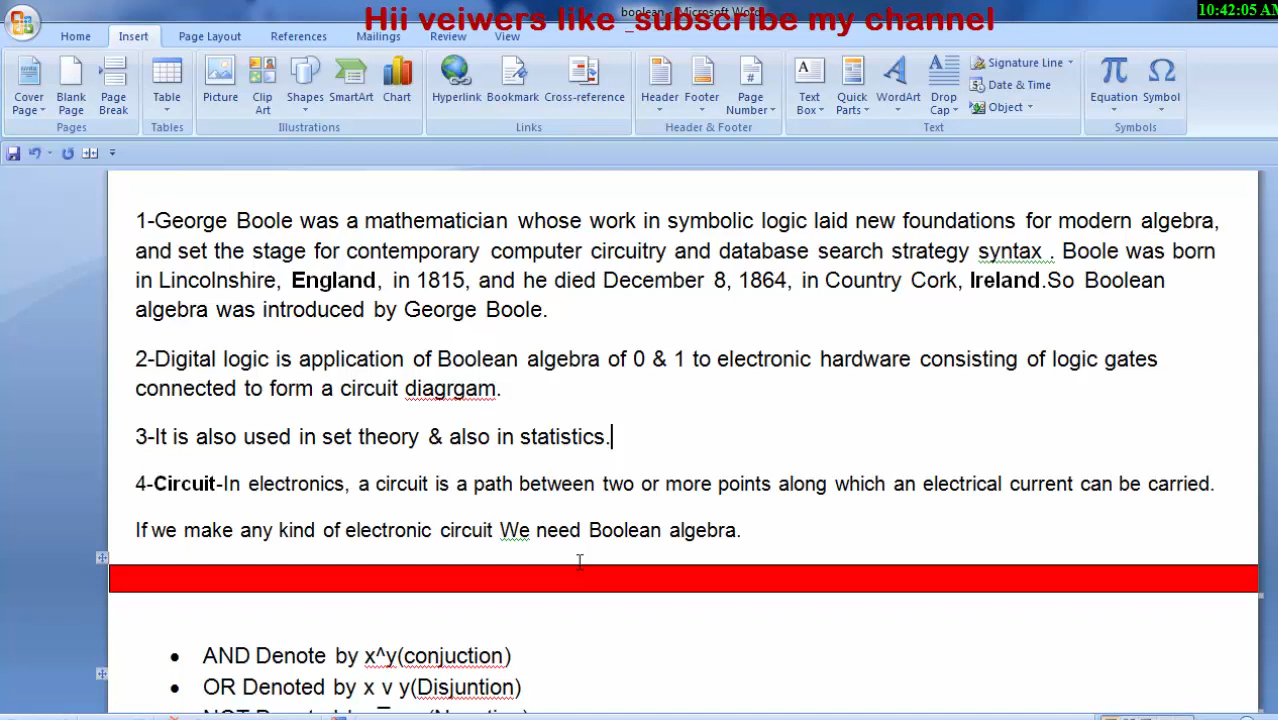 boolean - Microsoft Word
Hii veiwers like _subscribe my channel
10:42:05 AM
Home Insert Page Layout References Mailings Review View
Cover Page Blank Page Page Break Table Picture Clip Art Shapes SmartArt Chart Hyperlink Bookmark Cross-reference Header Footer Page Number Text Box Quick Parts WordArt Drop Cap Signature Line Date & Time Object Equation Symbol
Pages Tables Illustrations Links Header & Footer Text Symbols
1-George Boole was a mathematician whose work in symbolic logic laid new foundations for modern algebra,
and set the stage for contemporary computer circuitry and database search strategy syntax . Boole was born
in Lincolnshire, England, in 1815, and he died December 8, 1864, in Country Cork, Ireland.So Boolean
algebra was introduced by George Boole.
2-Digital logic is application of Boolean algebra of 0 & 1 to electronic hardware consisting of logic gates
connected to form a circuit diagrgam.
3-It is also used in set theory & also in statistics.
4-Circuit-In electronics, a circuit is a path between two or more points along which an electrical current can be carried.
If we make any kind of electronic circuit We need Boolean algebra.
• AND Denote by x^y(conjuction)
• OR Denoted by x v y(Disjuntion)